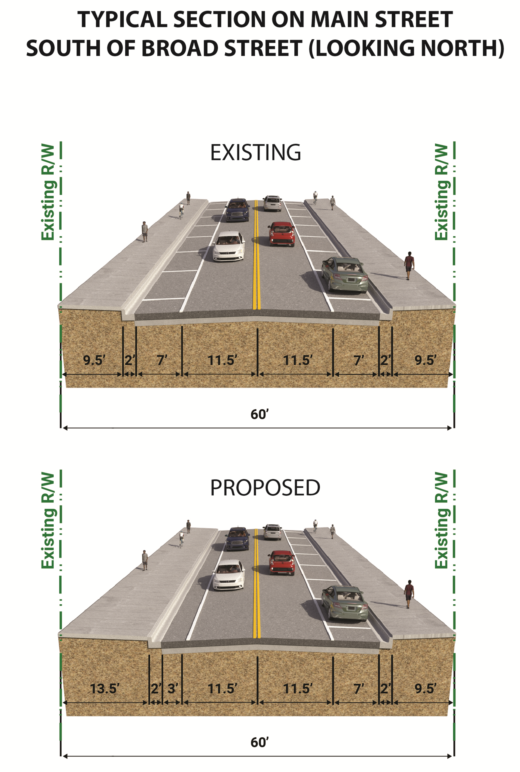 TYPICAL SECTION ON MAIN STREET
SOUTH OF BROAD STREET (LOOKING NORTH)
EXISTING
Existing R/W
Existing R/W
9.5' 2' 7' 11.5' 11.5' 7' 2' 9.5'
60'
PROPOSED
Existing R/W
Existing R/W
13.5' 2' 3' 11.5' 11.5' 7' 2' 9.5'
60'